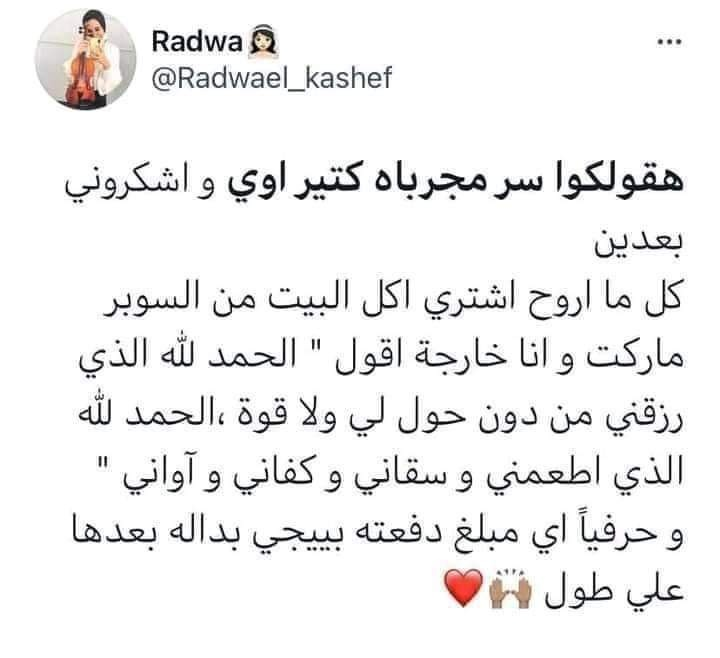 Radwa👰🏻
@Radwael_kashef
هقولكوا سر مجرباه كتير اوي و اشكروني
بعدين
كل ما اروح اشتري اكل البيت من السوبر
ماركت و انا خارجة اقول " الحمد لله الذي
رزقني من دون حول لي ولا قوة ،الحمد لله
الذي اطعمني و سقاني و كفاني و آواني "
و حرفياً اي مبلغ دفعته بييجي بداله بعدها
علي طول 🙌🏽❤️